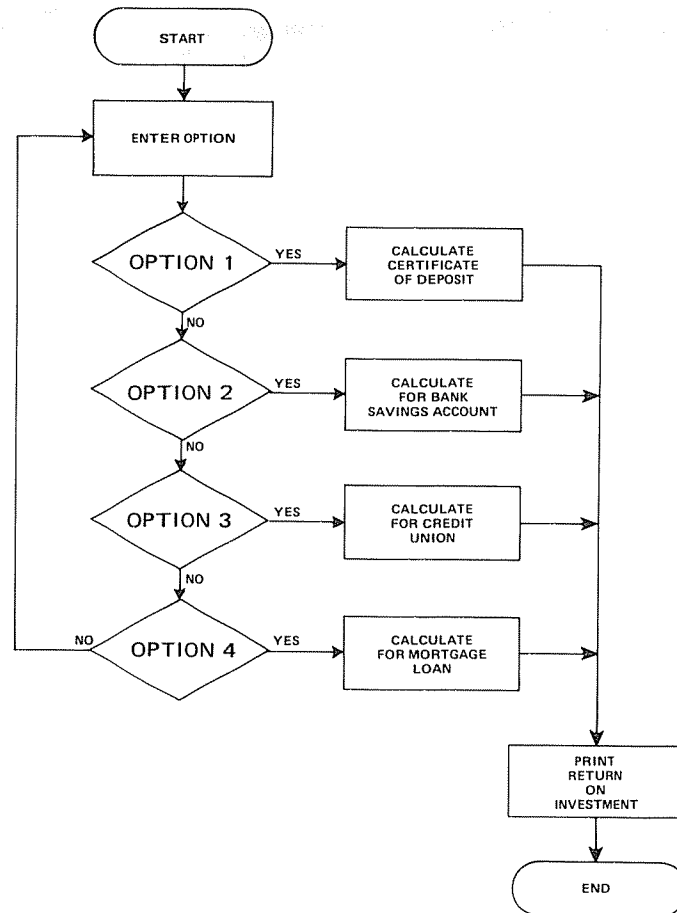 START
ENTER OPTION
OPTION 1
YES
CALCULATE
CERTIFICATE
OF DEPOSIT
NO
OPTION 2
YES
CALCULATE
FOR BANK
SAVINGS ACCOUNT
NO
OPTION 3
YES
CALCULATE
FOR CREDIT
UNION
NO
NO
OPTION 4
YES
CALCULATE
FOR MORTGAGE
LOAN
PRINT
RETURN
ON
INVESTMENT
END